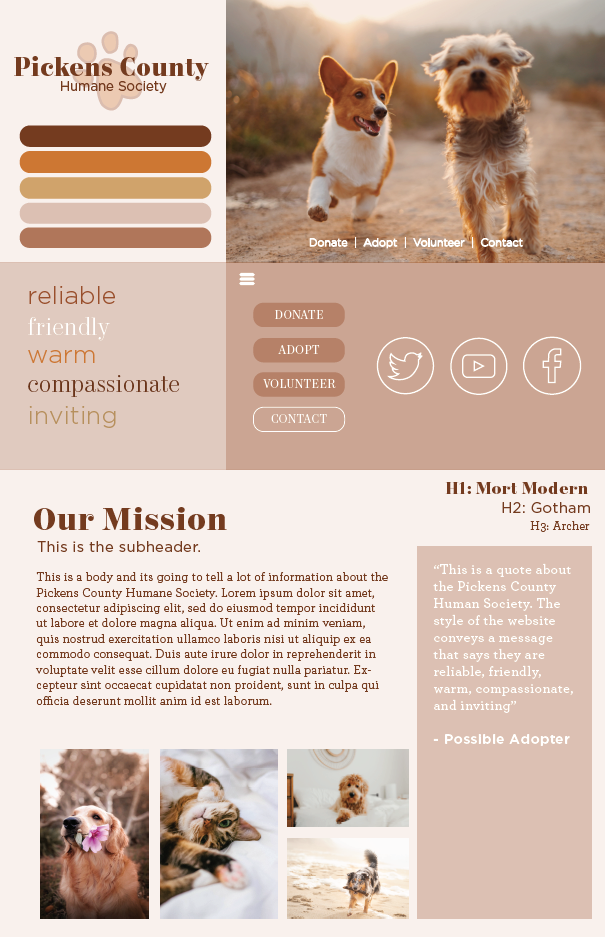 Pickens County
Humane Society
Donate | Adopt | Volunteer | Contact
reliable
friendly
warm
compassionate
inviting
DONATE
ADOPT
VOLUNTEER
CONTACT
H1: Mort Modern
H2: Gotham
H3: Archer
Our Mission
This is the subheader.
This is a body and its going to tell a lot of information about the
Pickens County Humane Society. Lorem ipsum dolor sit amet,
consectetur adipiscing elit, sed do eiusmod tempor incididunt
ut labore et dolore magna aliqua. Ut enim ad minim veniam,
quis nostrud exercitation ullamco laboris nisi ut aliquip ex ea
commodo consequat. Duis aute irure dolor in reprehenderit in
voluptate velit esse cillum dolore eu fugiat nulla pariatur. Ex-
cepteur sint occaecat cupidatat non proident, sunt in culpa qui
officia deserunt mollit anim id est laborum.
“This is a quote about
the Pickens County
Human Society. The
style of the website
conveys a message
that says they are
reliable, friendly,
warm, compassionate,
and inviting”
- Possible Adopter